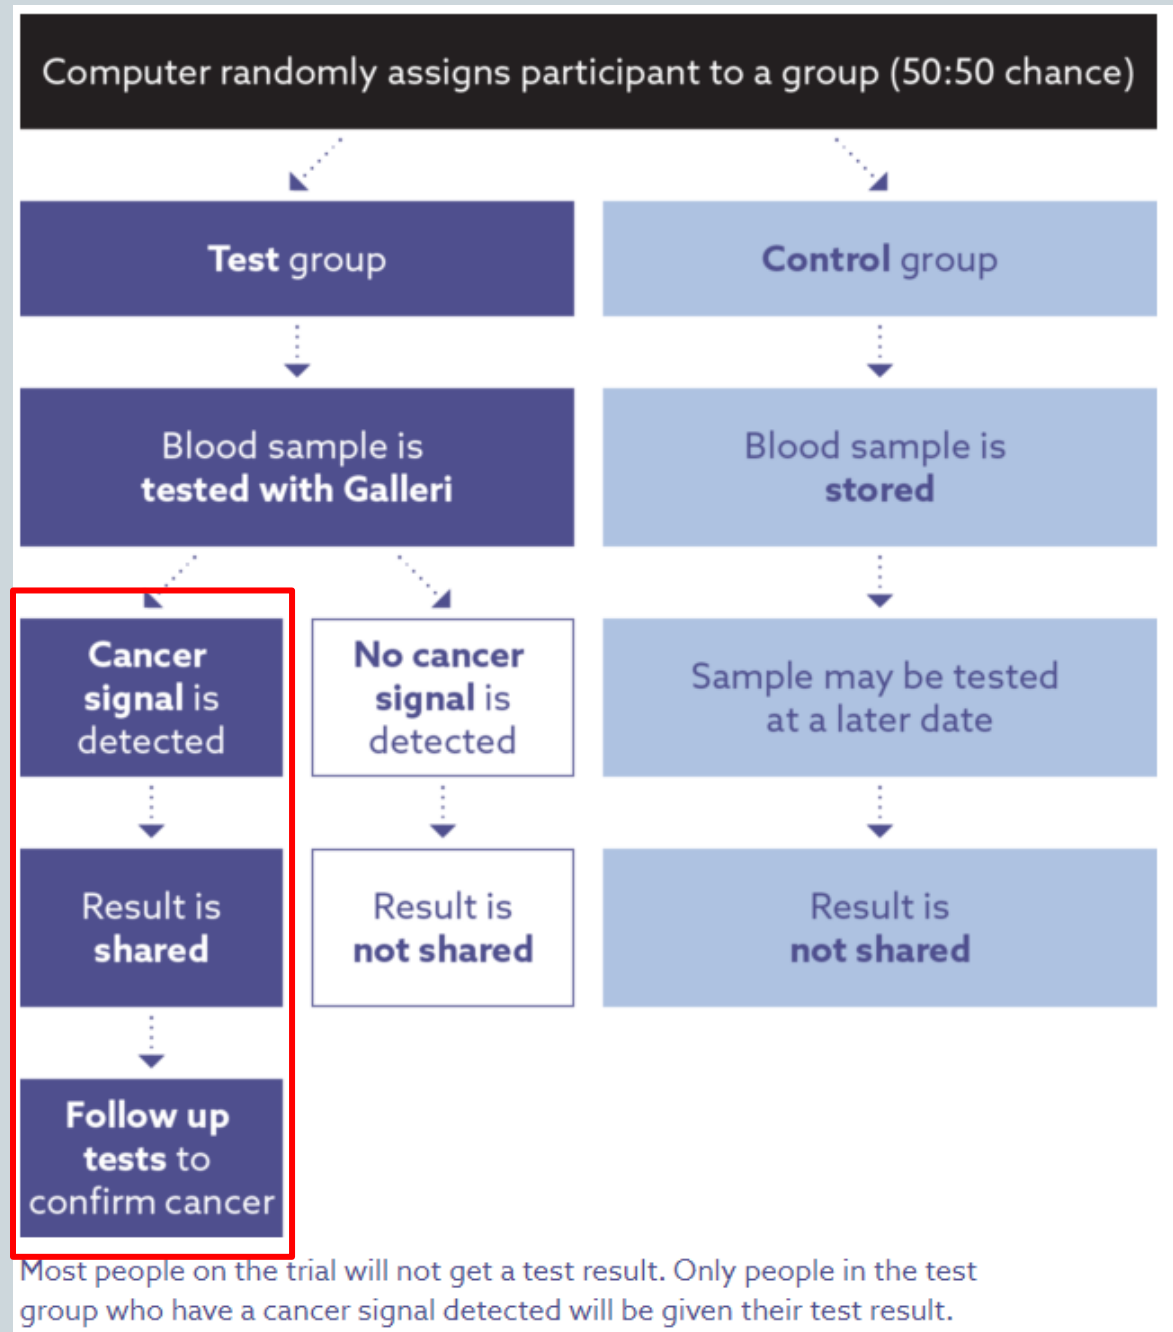 Computer randomly assigns participant to a group (50:50 chance)
Test group
Control group
Blood sample is
tested with Galleri
Blood sample is
stored
Cancer
signal is
detected
No cancer
signal is
detected
Sample may be tested
at a later date
Result is
shared
Result is
not shared
Result is
not shared
Follow up
tests to
confirm cancer
Most people on the trial will not get a test result. Only people in the test
group who have a cancer signal detected will be given their test result.